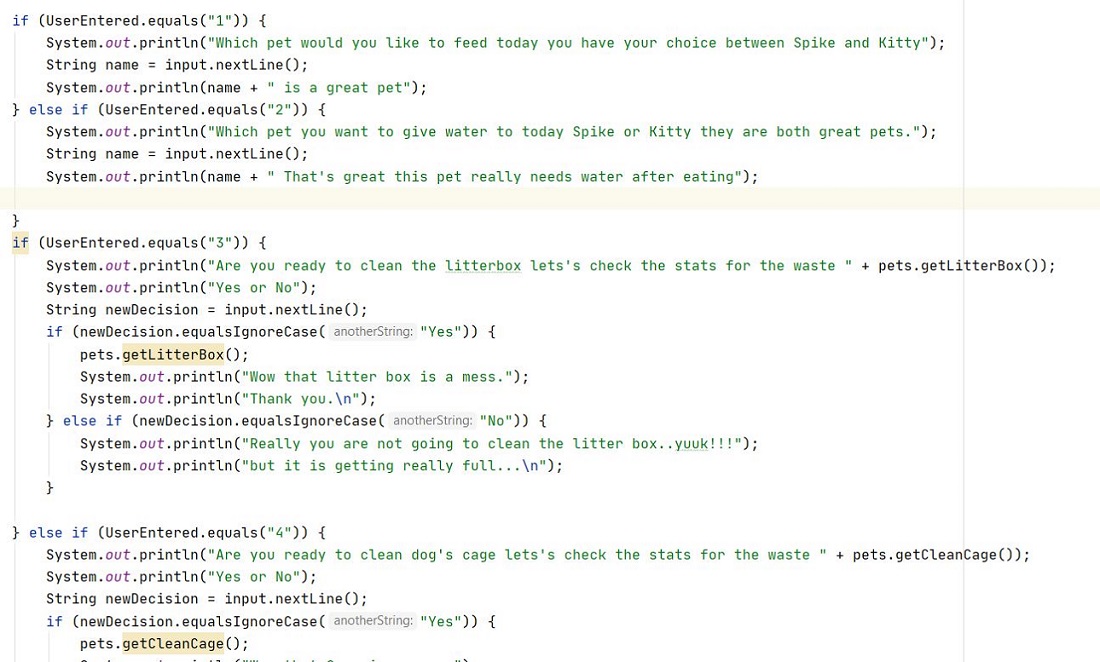 if (UserEntered.equals("1")) {
System.out.println("Which pet would you like to feed today you have your choice between Spike and Kitty");
String name = input.nextLine();
System.out.println(name + " is a great pet");
} else if (UserEntered.equals("2")) {
System.out.println("Which pet you want to give water to today Spike or Kitty they are both great pets.");
String name = input.nextLine();
System.out.println(name + " That's great this pet really needs water after eating");
}
if (UserEntered.equals("3")) {
System.out.println("Are you ready to clean the litterbox lets's check the stats for the waste " + pets.getLitterBox());
System.out.println("Yes or No");
String newDecision = input.nextLine();
if (newDecision.equalsIgnoreCase( anotherString: "Yes")) {
pets.getLitterBox();
System.out.println("Wow that litter box is a mess.");
System.out.println("Thank you.\n");
} else if (newDecision.equalsIgnoreCase( anotherString: "No")) {
System.out.println("Really you are not going to clean the litter box..yuuk!!!");
System.out.println("but it is getting really full...\n");
}
} else if (UserEntered.equals("4")) {
System.out.println("Are you ready to clean dog's cage lets's check the stats for the waste " + pets.getCleanCage());
System.out.println("Yes or No");
String newDecision = input.nextLine();
if (newDecision.equalsIgnoreCase( anotherString: "Yes")) {
pets.getCleanCage();